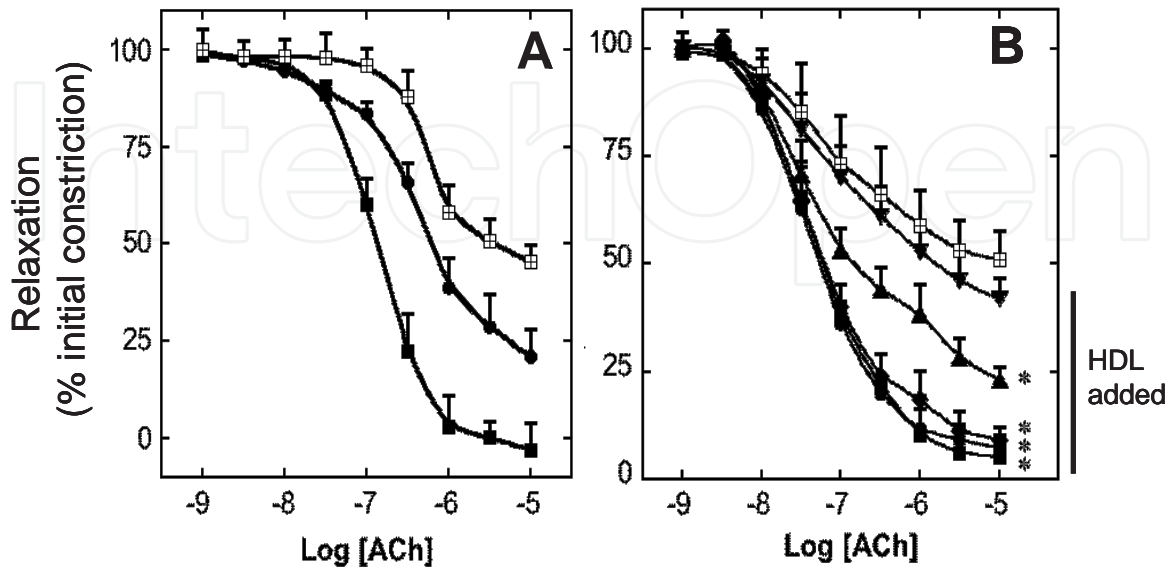 A
B
100
75
50
25
0
Relaxation
(% initial constriction)
-9
-8
-7
-6
-5
Log [ACh]
100
75
50
25
0
-9
-8
-7
-6
-5
Log [ACh]
*
*
*
*
HDL
added
IntechOpen